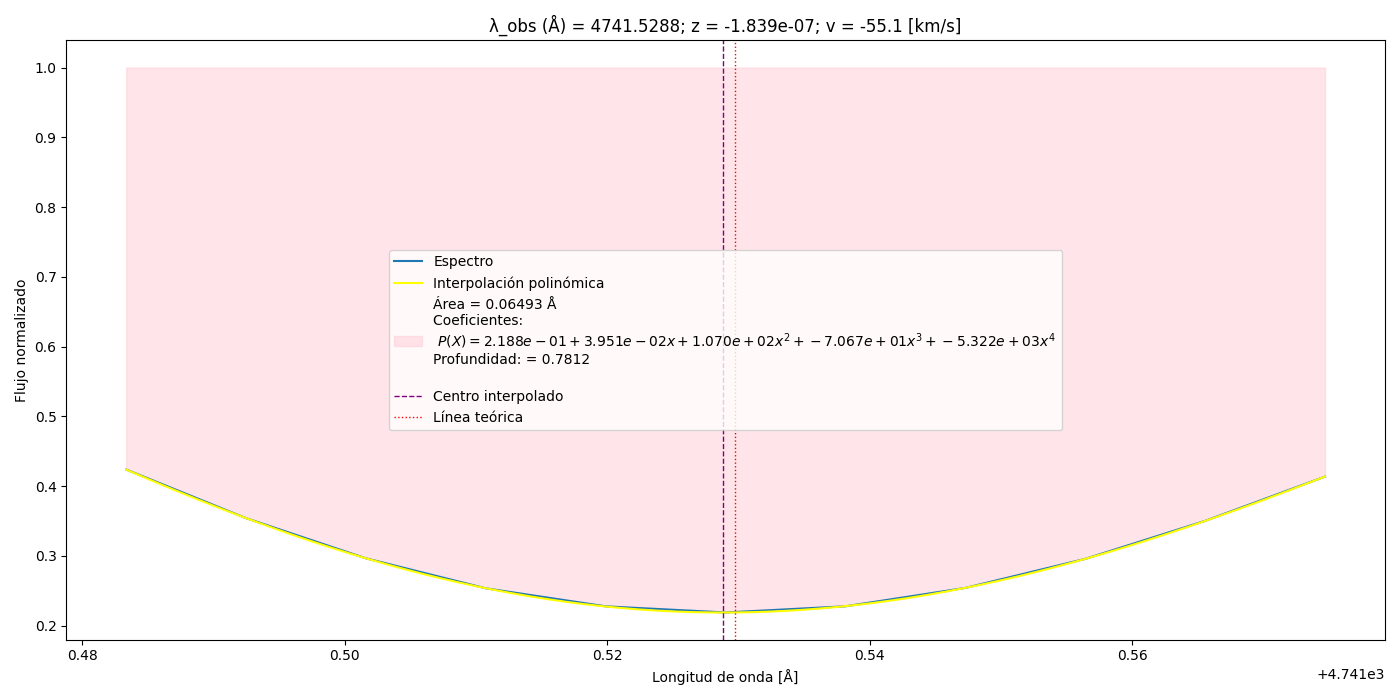 λ_obs (Å) = 4741.5288; z = -1.839e-07; v = -55.1 [km/s]
Flujo normalizado
1.0
0.9
0.8
0.7
0.6
0.5
0.4
0.3
0.2
Espectro
Interpolación polinómica
Área = 0.06493 Å
Coeficientes:
P(X) = 2.188e − 01 + 3.951e − 02x + 1.070e + 02x² + −7.067e + 01x³ + −5.322e + 03x⁴
Profundidad: = 0.7812
Centro interpolado
Línea teórica
0.48 0.50 0.52 0.54 0.56
+4.741e3
Longitud de onda [Å]